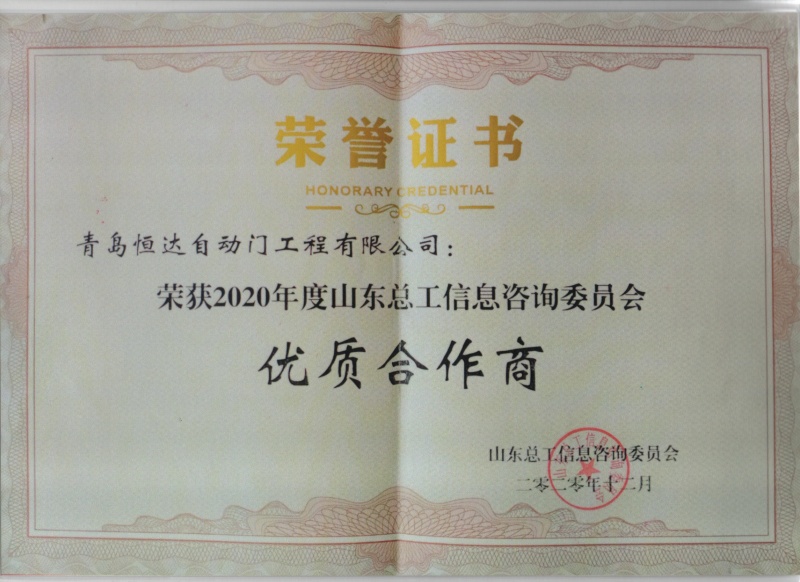 荣誉证书
HONORARY CREDENTIAL
青岛恒达自动门工程有限公司：
荣获2020年度山东总工信息咨询委员会
优质合作商
山东总工信息咨询委员会
二零二零年十二月